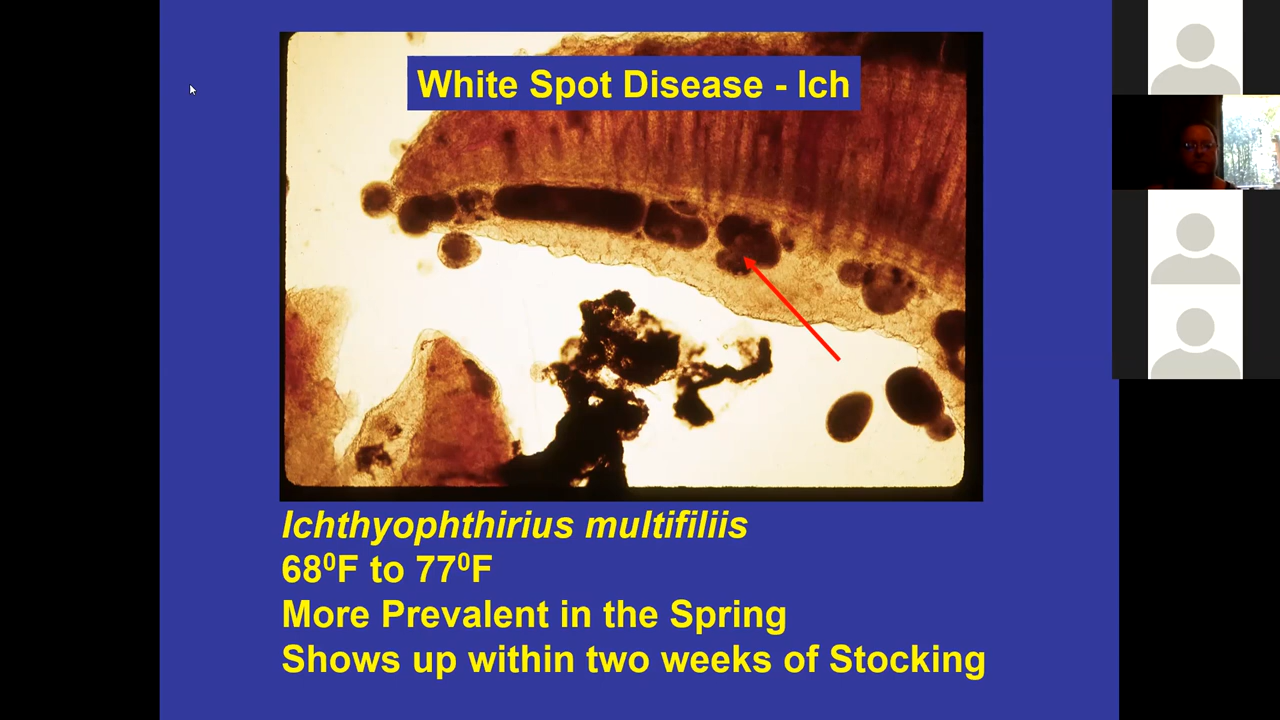 White Spot Disease - Ich
Ichthyophthirius multifiliis
68⁰F to 77⁰F
More Prevalent in the Spring
Shows up within two weeks of Stocking